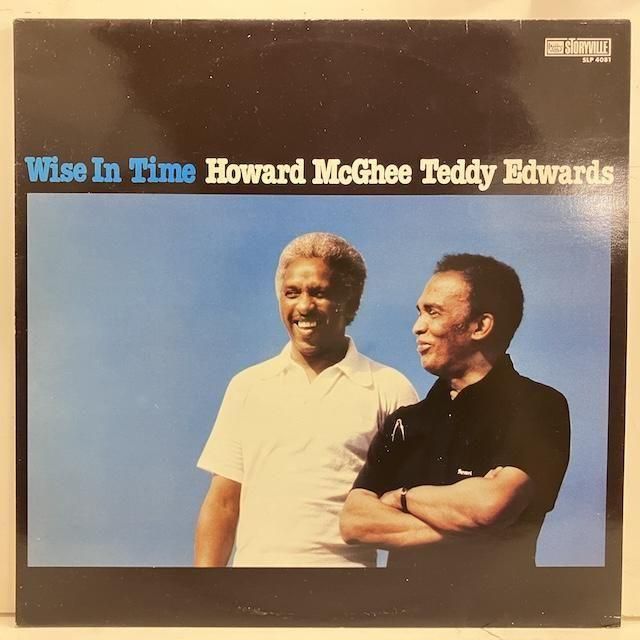 STORYVILLE
SLP 4081
Wise In Time Howard McGhee Teddy Edwards